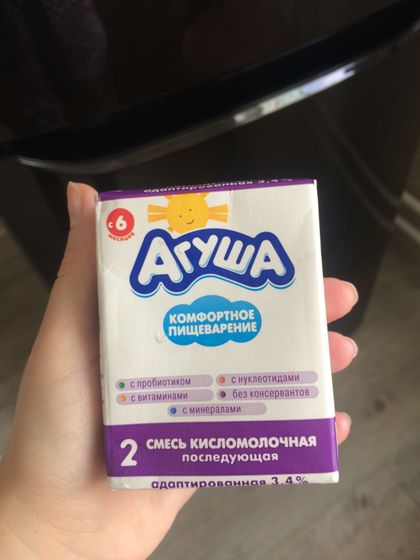 адаптированная 3,4%
с 6
месяцев
АГУША
КОМФОРТНОЕ
ПИЩЕВАРЕНИЕ
с пробиотиком
с нуклеотидами
с витаминами
без консервантов
с минералами
2 СМЕСЬ КИСЛОМОЛОЧНАЯ
последующая
адаптированная 3,4%